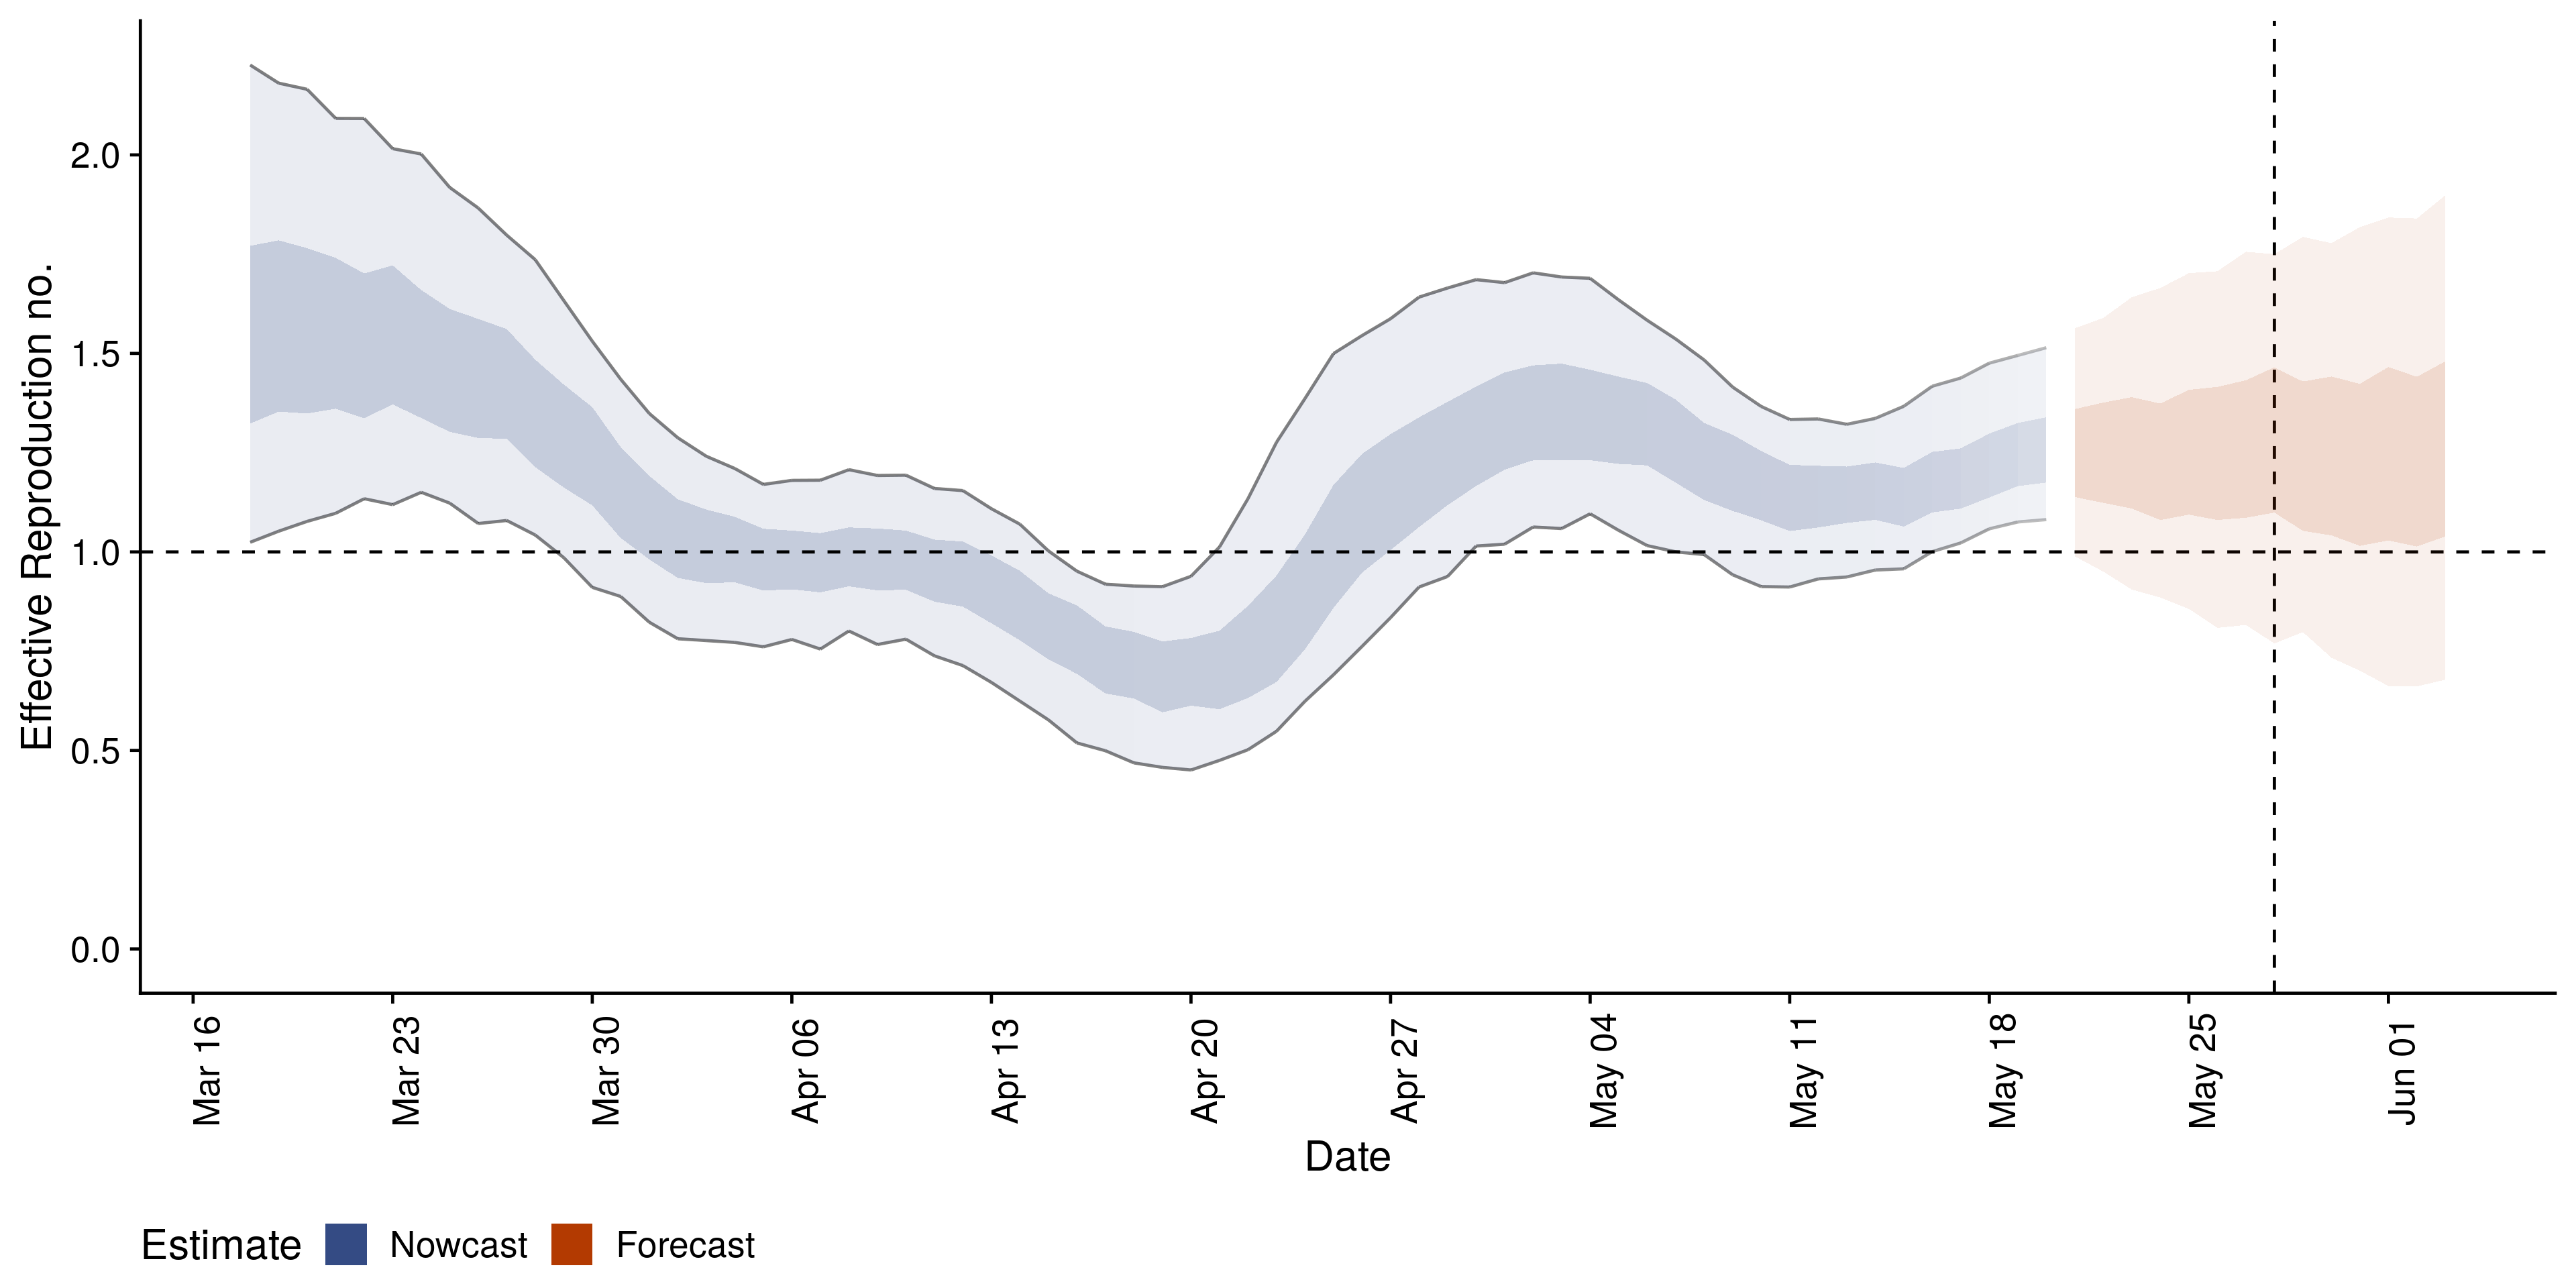 Effective Reproduction no.
2.0
1.5
1.0
0.5
0.0
Mar 16
Mar 23
Mar 30
Apr 06
Apr 13
Apr 20
Apr 27
May 04
May 11
May 18
May 25
Jun 01
Date
Estimate Nowcast Forecast